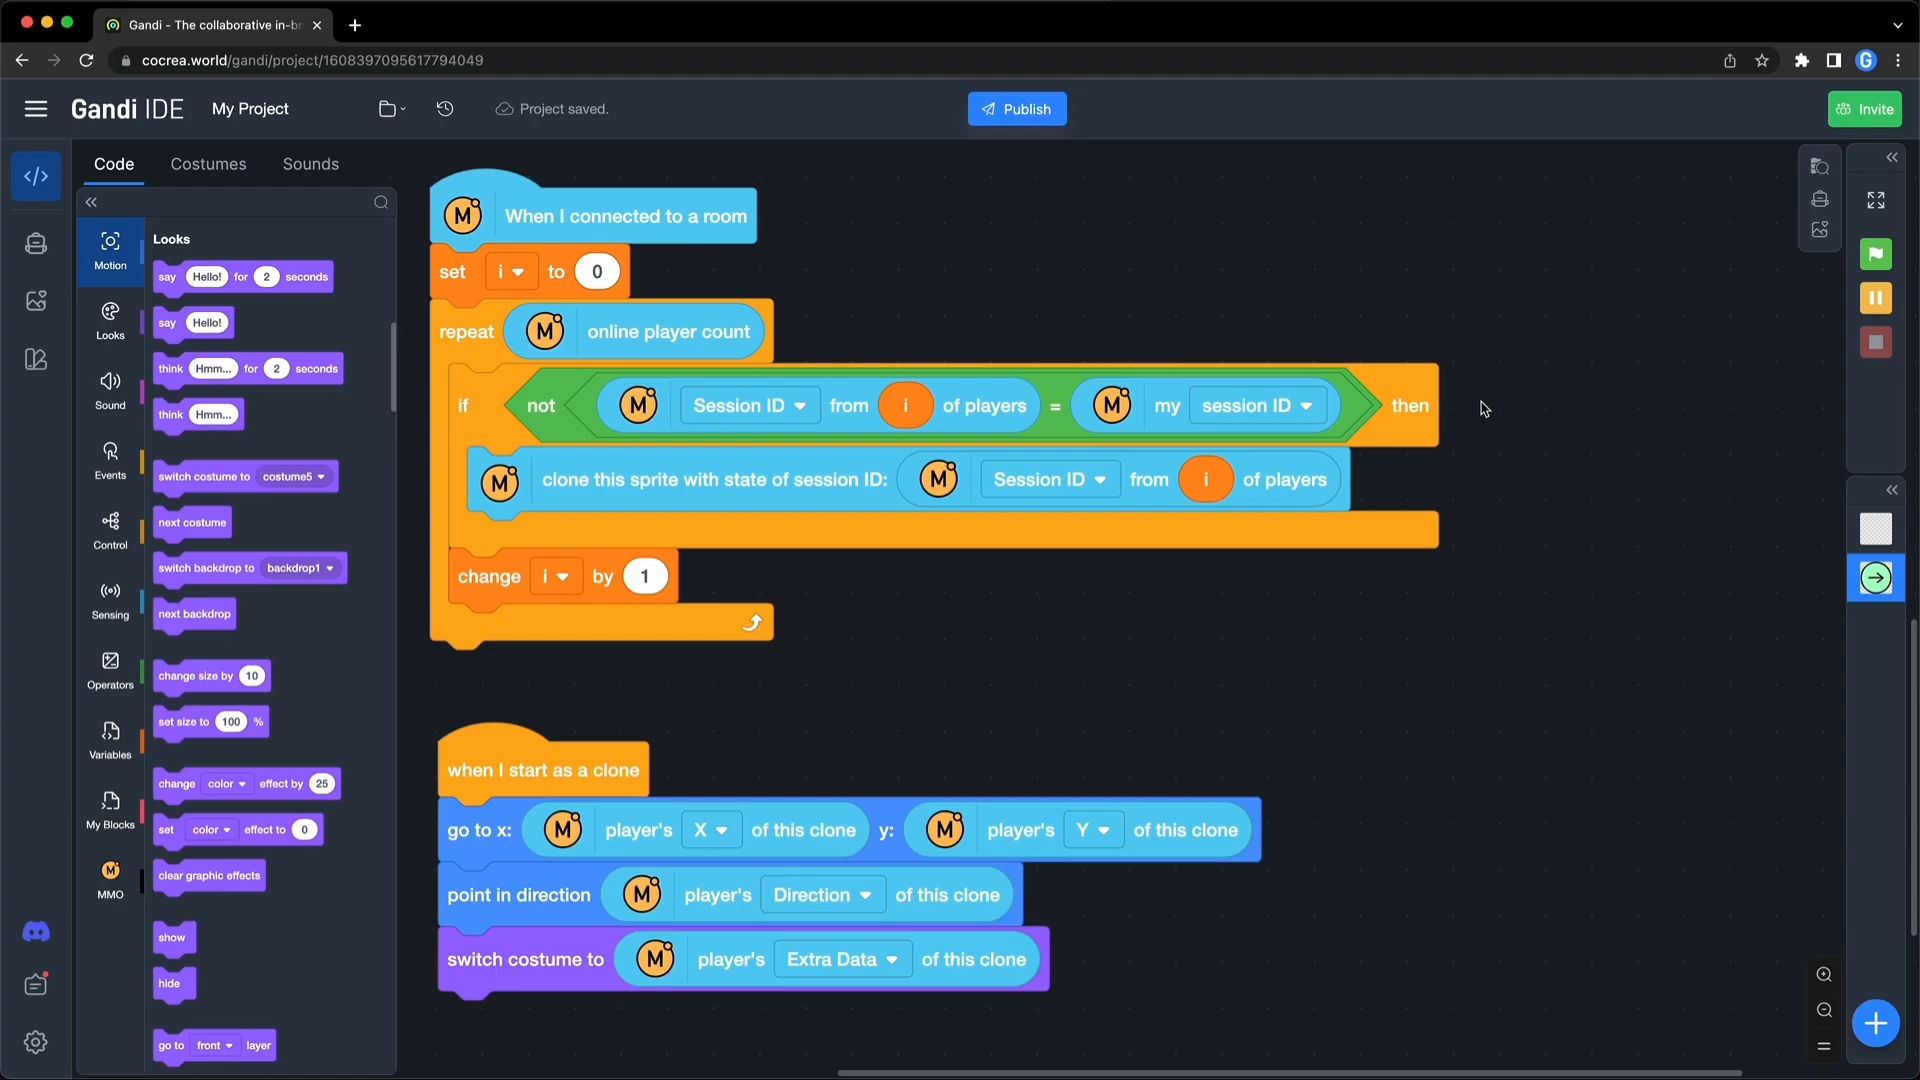 Gandi - The collaborative in-br
cocrea.world/gandi/project/1608397095617794049
G
Gandi IDE
My Project
Project saved.
Publish
Invite
Code
Costumes
Sounds
Motion
Looks
Sound
Events
Control
Sensing
Operators
Variables
My Blocks
M
MMO
Looks
say Hello! for 2 seconds
say Hello!
think Hmm... for 2 seconds
think Hmm...
switch costume to costume5
next costume
switch backdrop to backdrop1
next backdrop
change size by 10
set size to 100 %
change color effect by 25
set color effect to 0
clear graphic effects
show
hide
go to front layer
M When I connected to a room
set i to 0
repeat M online player count
if not M Session ID from i of players = M my session ID then
M clone this sprite with state of session ID: M Session ID from i of players
change i by 1
when I start as a clone
go to x: M player's X of this clone y: M player's Y of this clone
point in direction M player's Direction of this clone
switch costume to M player's Extra Data of this clone